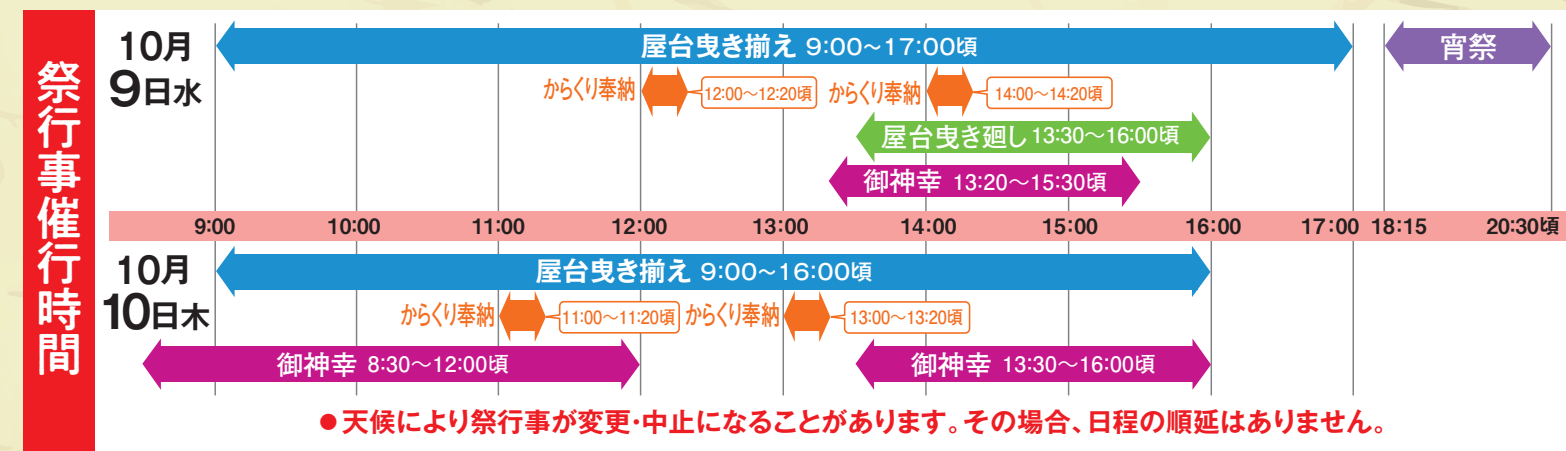 祭行事催行時間
10月
9日水
屋台曳き揃え 9:00~17:00頃
宵祭
からくり奉納 12:00~12:20頃 からくり奉納 14:00~14:20頃
屋台曳き廻し 13:30~16:00頃
御神幸 13:20~15:30頃
9:00 10:00 11:00 12:00 13:00 14:00 15:00 16:00 17:00 18:15 20:30頃
10月
10日木
屋台曳き揃え 9:00~16:00頃
からくり奉納 11:00~11:20頃 からくり奉納 13:00~13:20頃
御神幸 8:30~12:00頃 御神幸 13:30~16:00頃
●天候により祭行事が変更・中止になることがあります。その場合、日程の順延はありません。